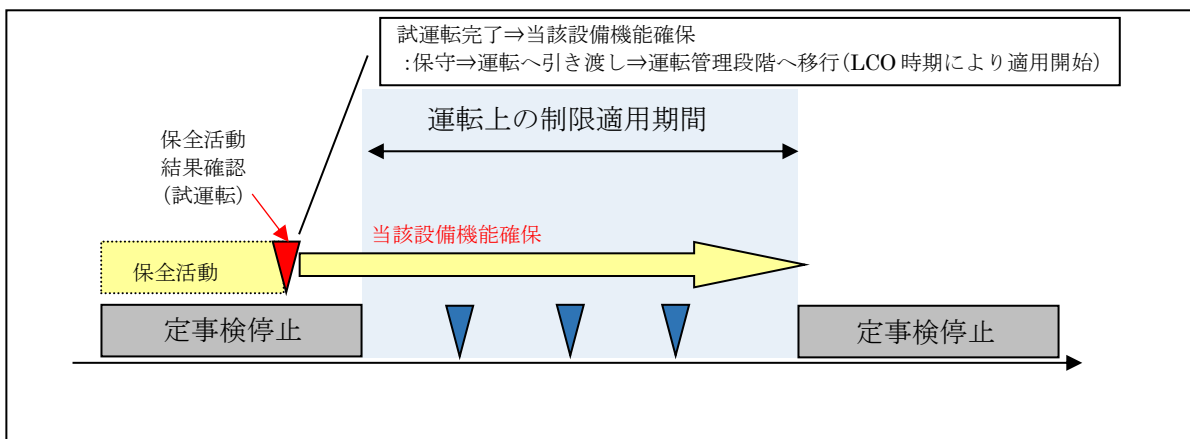 試運転完了⇒当該設備機能確保
:保守⇒運転へ引き渡し⇒運転管理段階へ移行(LCO 時期により適用開始)
運転上の制限適用期間
保全活動
結果確認
(試運転)
当該設備機能確保
保全活動
定事検停止
定事検停止